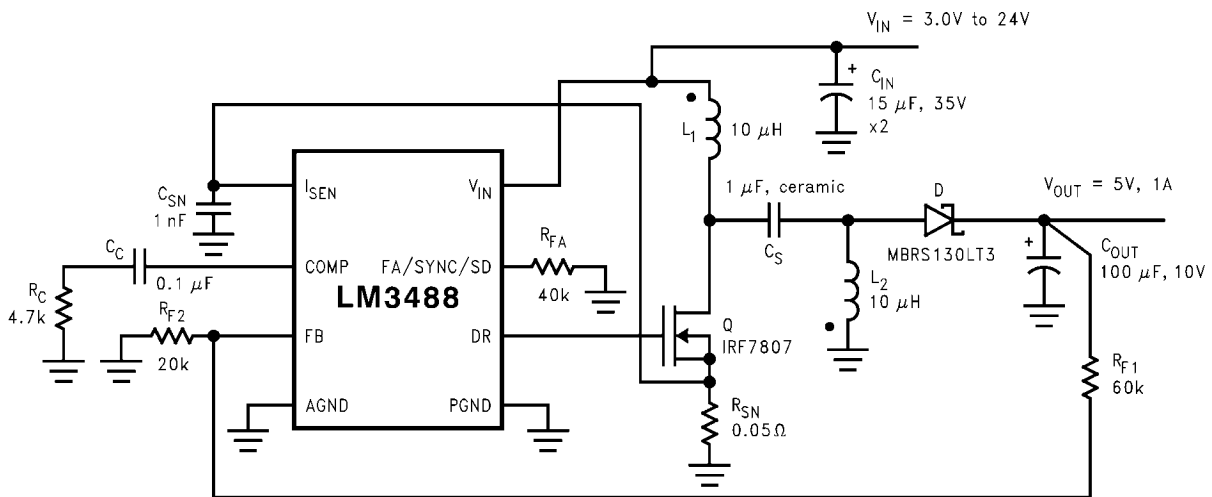 V_IN = 3.0V to 24V
C_IN
15 μF, 35V
x2
L_1
10 μH
I_SEN
V_IN
C_SN
1 nF
1 μF, ceramic
D
V_OUT = 5V, 1A
C_C
0.1 μF
COMP
FA/SYNC/SD
R_FA
40k
C_S
MBRS130LT3
C_OUT
100 μF, 10V
R_C
4.7k
LM3488
L_2
10 μH
R_F2
20k
FB
DR
Q
IRF7807
R_F1
60k
AGND
PGND
R_SN
0.05Ω